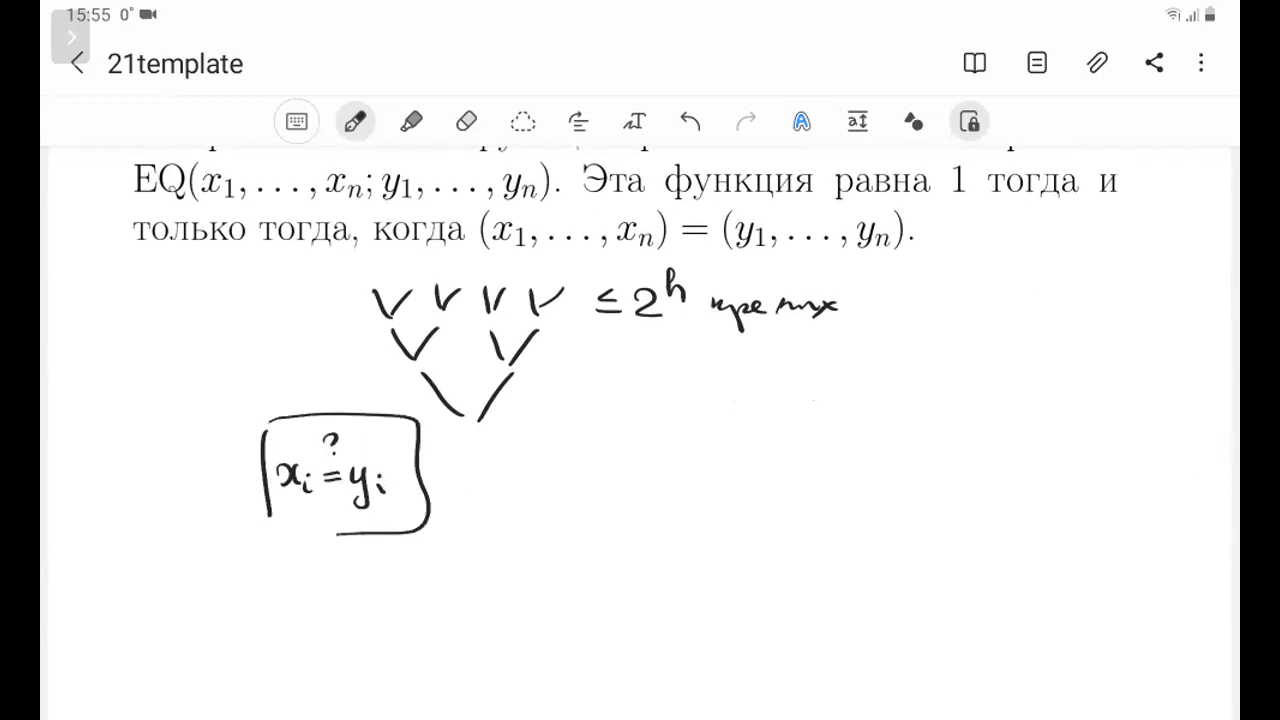 15:55 0°
21template
EQ(x₁, . . . , xₙ; y₁, . . . , yₙ). Эта функция равна 1 тогда и
только тогда, когда (x₁, . . . , xₙ) = (y₁, . . . , yₙ).
≤ 2ʰ
?
xᵢ = yᵢ